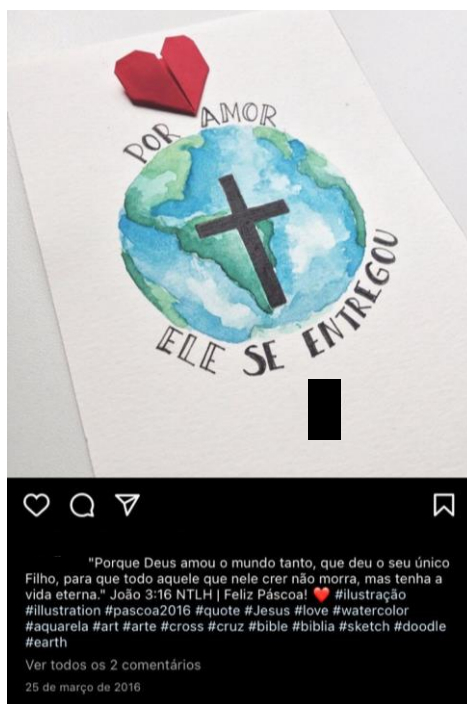 POR AMOR
ELE SE ENTREGOU
"Porque Deus amou o mundo tanto, que deu o seu único
Filho, para que todo aquele que nele crer não morra, mas tenha a
vida eterna." João 3:16 NTLH | Feliz Páscoa! ❤️ #ilustração
#illustration #pascoa2016 #quote #Jesus #love #watercolor
#aquarela #art #arte #cross #cruz #bible #biblia #sketch #doodle
#earth
Ver todos os 2 comentários
25 de março de 2016